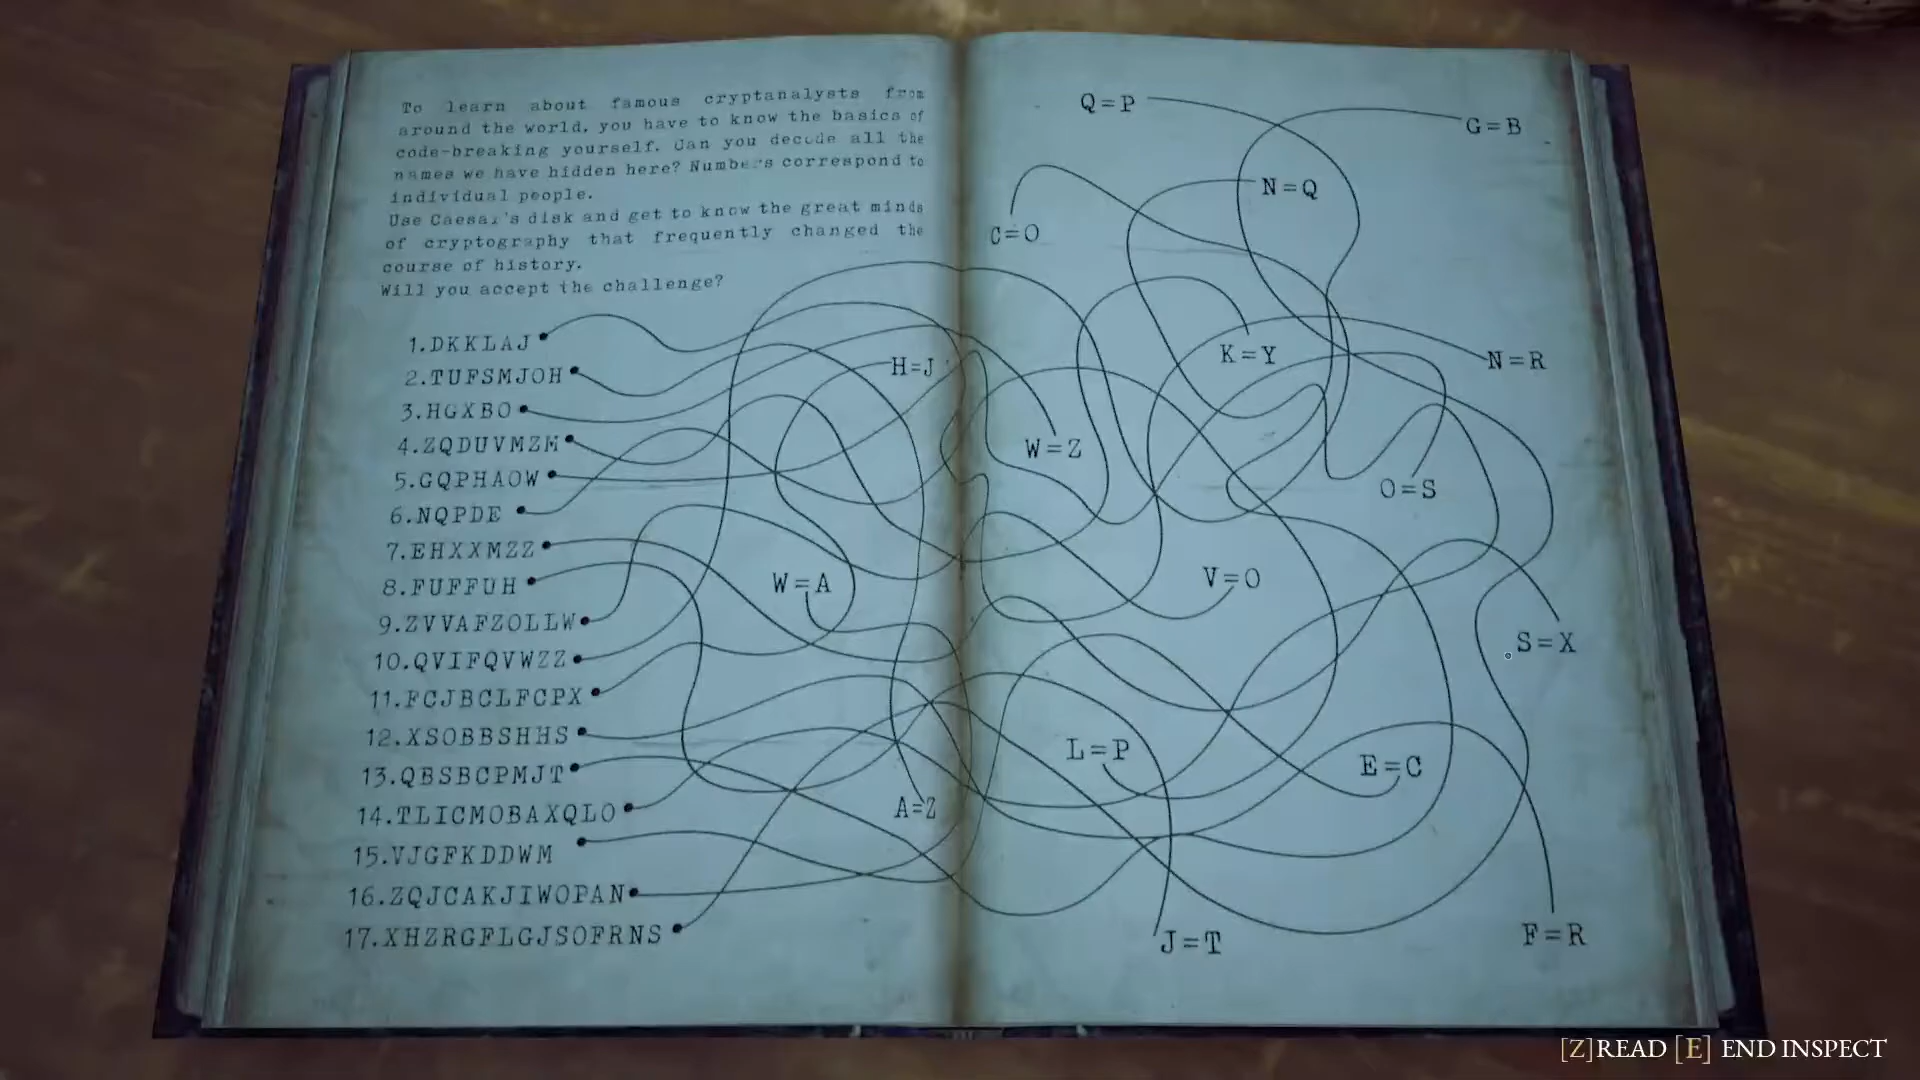 To learn about famous cryptanalysts from
around the world, you have to know the basics of
code-breaking yourself. Can you decode all the
names we have hidden here? Numbers correspond to
individual people.
Use Caesar's disk and get to know the great minds
of cryptography that frequently changed the
course of history.
Will you accept the challenge?
1.DKKLAJ
2.TUFSMJOH
3.HGXBO
4.ZQDUVMZM
5.GQPHAOW
6.NQPDE
7.EHXXMZZ
8.FUFFUH
9.ZVVAFZOLLW
10.QVIFQVWZZ
11.FCJBCLFCPX
12.XSOBBSHHS
13.QBSBCPMJT
14.TLICMOBAXQLO
15.VJGFKDDWM
16.ZQJCAKJIWOPAN
17.XHZRGFLGJSOFRNS
H=J
W=A
A=Z
Q=P
G=B
N=Q
C=O
K=Y
N=R
W=Z
O=S
V=O
S=X
L=P
E=C
J=T
F=R
[Z]READ [E] END INSPECT